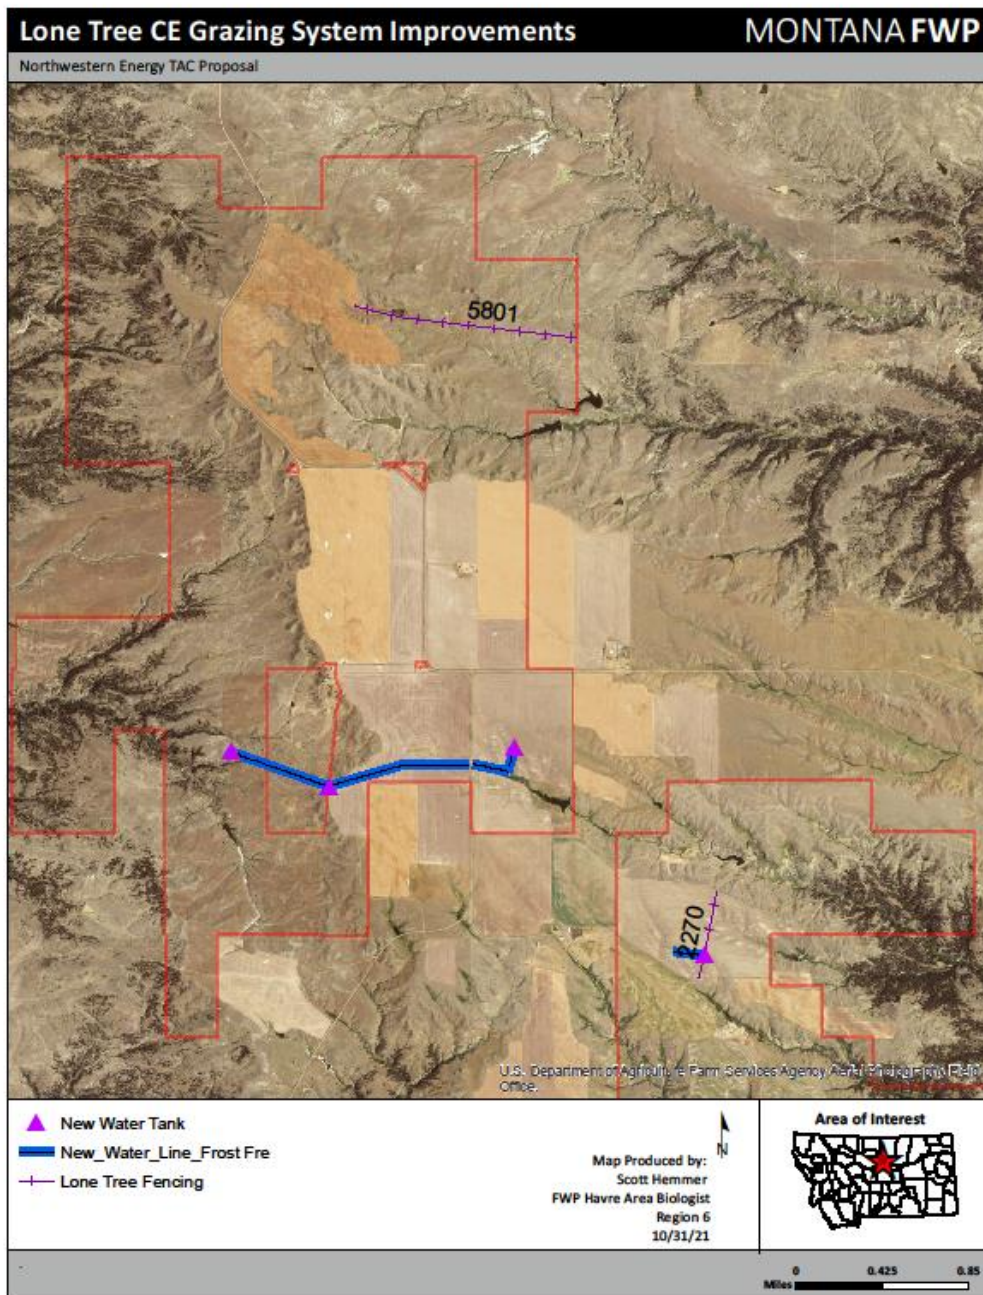 Lone Tree CE Grazing System Improvements
MONTANA FWP
Northwestern Energy TAC Proposal
5801
2270
U.S. Department of Agriculture Farm Services Agency Aerial Photography Field
Office.
New Water Tank
New_Water_Line_Frost Fre
Lone Tree Fencing
N
Map Produced by:
Scott Hemmer
FWP Havre Area Biologist
Region 6
10/31/21
Area of Interest
0 0.425 0.85
Miles